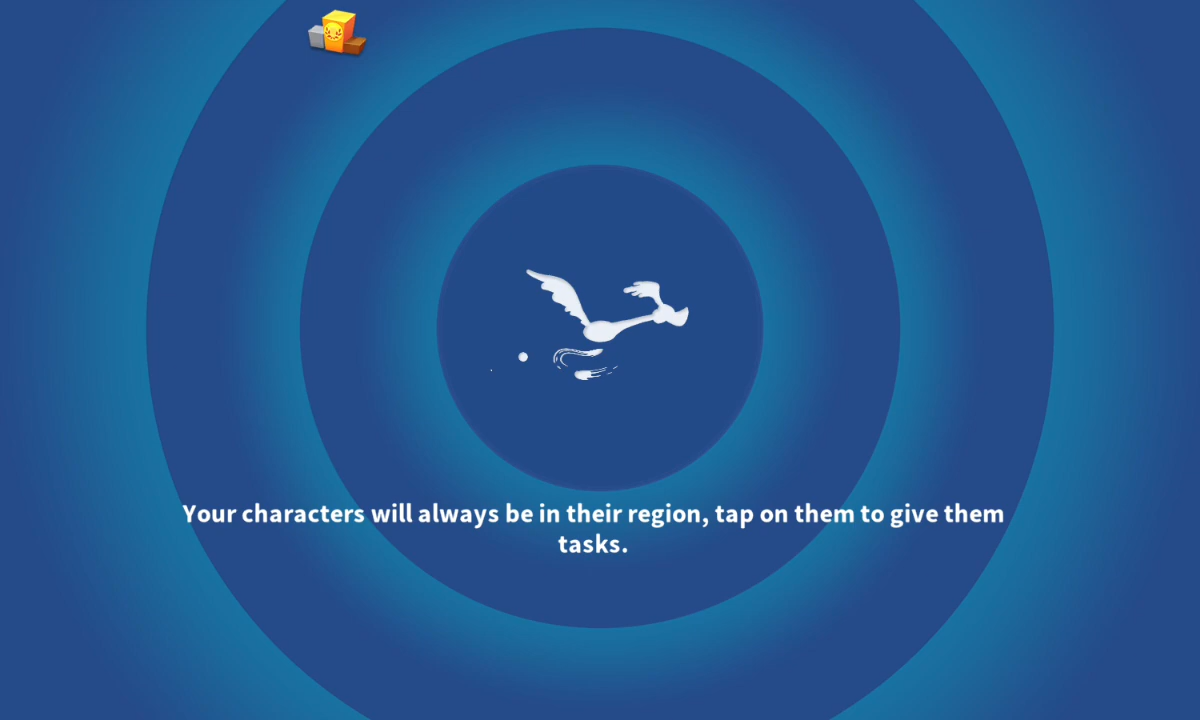 Your characters will always be in their region, tap on them to give them
tasks.